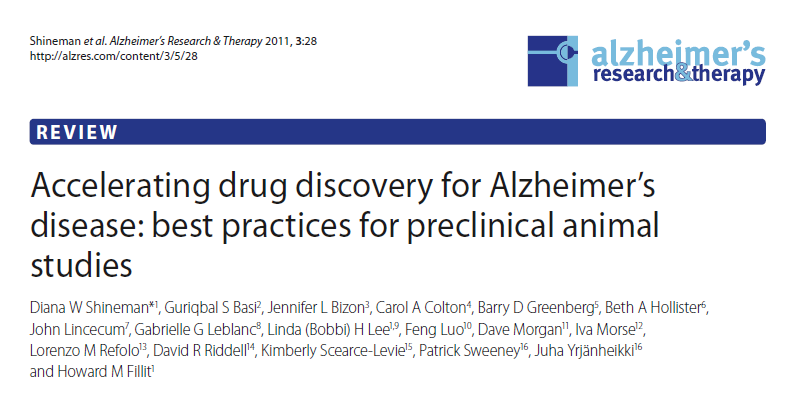 Shineman et al. Alzheimer's Research & Therapy 2011, 3:28
http://alzres.com/content/3/5/28
alzheimer's
research&therapy
REVIEW
Accelerating drug discovery for Alzheimer's
disease: best practices for preclinical animal
studies
Diana W Shineman*1, Guriqbal S Basi2, Jennifer L Bizon3, Carol A Colton4, Barry D Greenberg5, Beth A Hollister6,
John Lincecum7, Gabrielle G Leblanc8, Linda (Bobbi) H Lee1,9, Feng Luo10, Dave Morgan11, Iva Morse12,
Lorenzo M Refolo13, David R Riddell14, Kimberly Scearce-Levie15, Patrick Sweeney16, Juha Yrjänheikki16
and Howard M Fillit1